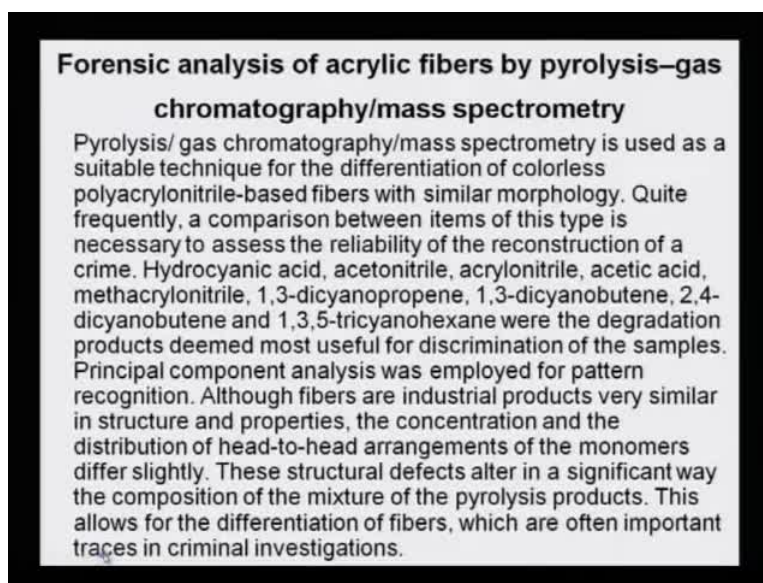 Forensic analysis of acrylic fibers by pyrolysis–gas
chromatography/mass spectrometry
Pyrolysis/ gas chromatography/mass spectrometry is used as a
suitable technique for the differentiation of colorless
polyacrylonitrile-based fibers with similar morphology. Quite
frequently, a comparison between items of this type is
necessary to assess the reliability of the reconstruction of a
crime. Hydrocyanic acid, acetonitrile, acrylonitrile, acetic acid,
methacrylonitrile, 1,3-dicyanopropene, 1,3-dicyanobutene, 2,4-
dicyanobutene and 1,3,5-tricyanohexane were the degradation
products deemed most useful for discrimination of the samples.
Principal component analysis was employed for pattern
recognition. Although fibers are industrial products very similar
in structure and properties, the concentration and the
distribution of head-to-head arrangements of the monomers
differ slightly. These structural defects alter in a significant way
the composition of the mixture of the pyrolysis products. This
allows for the differentiation of fibers, which are often important
traces in criminal investigations.